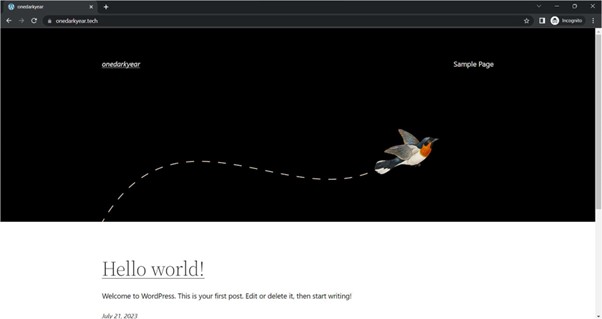 onedarkyear
onedarkyear.tech
Incognito
onedarkyear
Sample Page
Hello world!
Welcome to WordPress. This is your first post. Edit or delete it, then start writing!
July 21, 2023